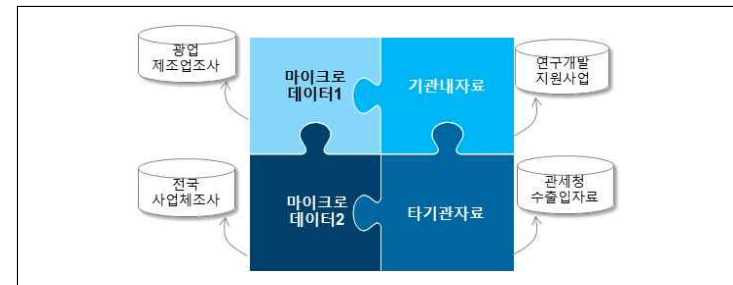 광업
제조업조사
마이크로
데이터1
기관내자료
연구개발
지원사업
전국
사업체조사
마이크로
데이터2
타기관자료
관세청
수출입자료